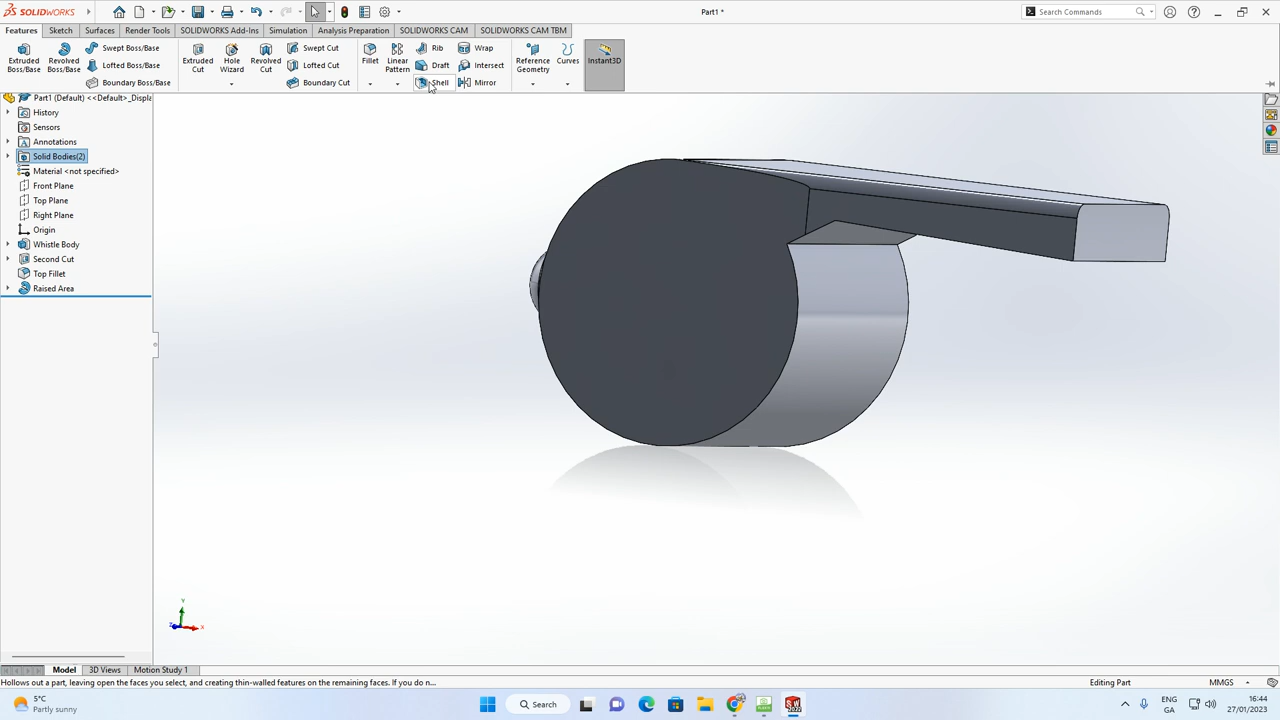 SOLIDWORKS
Part1 *
Search Commands
Features
Sketch
Surfaces
Render Tools
SOLIDWORKS Add-Ins
Simulation
Analysis Preparation
SOLIDWORKS CAM
SOLIDWORKS CAM TBM
Extruded Boss/Base
Revolved Boss/Base
Swept Boss/Base
Lofted Boss/Base
Boundary Boss/Base
Extruded Cut
Hole Wizard
Revolved Cut
Swept Cut
Lofted Cut
Boundary Cut
Fillet
Linear Pattern
Rib
Draft
Shell
Wrap
Intersect
Mirror
Reference Geometry
Curves
Instant3D
Part1 (Default) <<Default>_Displa
History
Sensors
Annotations
Solid Bodies(2)
Material <not specified>
Front Plane
Top Plane
Right Plane
Origin
Whistle Body
Second Cut
Top Fillet
Raised Area
Y
Z
X
Model
3D Views
Motion Study 1
Hollows out a part, leaving open the faces you select, and creating thin-walled features on the remaining faces. If you do n...
Editing Part
MMGS
5°C
Partly sunny
Search
ENG
GA
16:44
27/01/2023